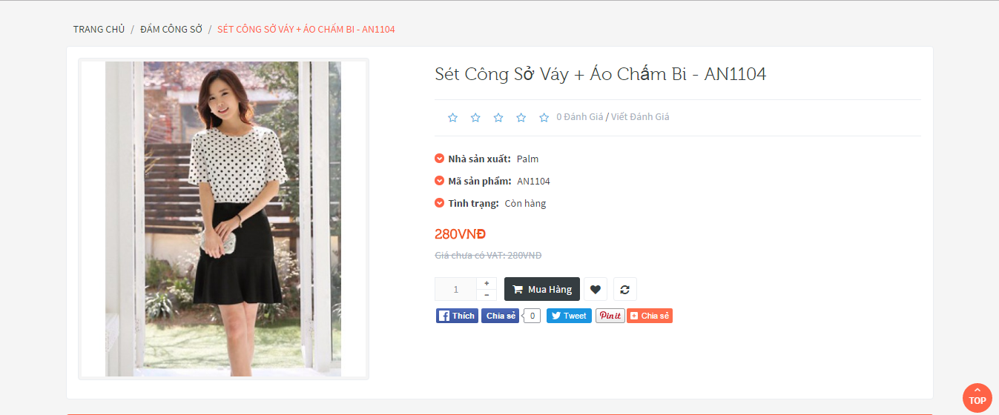 TRANG CHỦ / ĐẦM CÔNG SỞ / SÉT CÔNG SỞ VÁY + ÁO CHẤM BI - AN1104
Sét Công Sở Váy + Áo Chấm Bi - AN1104
0 Đánh Giá / Viết Đánh Giá
Nhà sản xuất: Palm
Mã sản phẩm: AN1104
Tình trạng: Còn hàng
280VNĐ
Giá chưa có VAT: 280VNĐ
1 + −
Mua Hàng
Thích Chia sẻ 0 Tweet Pin it Chia sẻ
TOP